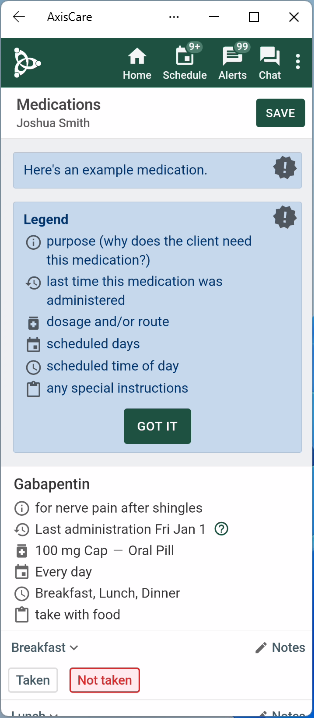 AxisCare
9+
99
Home
Schedule
Alerts
Chat
Medications
Joshua Smith
SAVE
Here's an example medication.
Legend
purpose (why does the client need
this medication?)
last time this medication was
administered
dosage and/or route
scheduled days
scheduled time of day
any special instructions
GOT IT
Gabapentin
for nerve pain after shingles
Last administration Fri Jan 1
100 mg Cap — Oral Pill
Every day
Breakfast, Lunch, Dinner
take with food
Breakfast
Notes
Taken
Not taken
Lunch
Notes